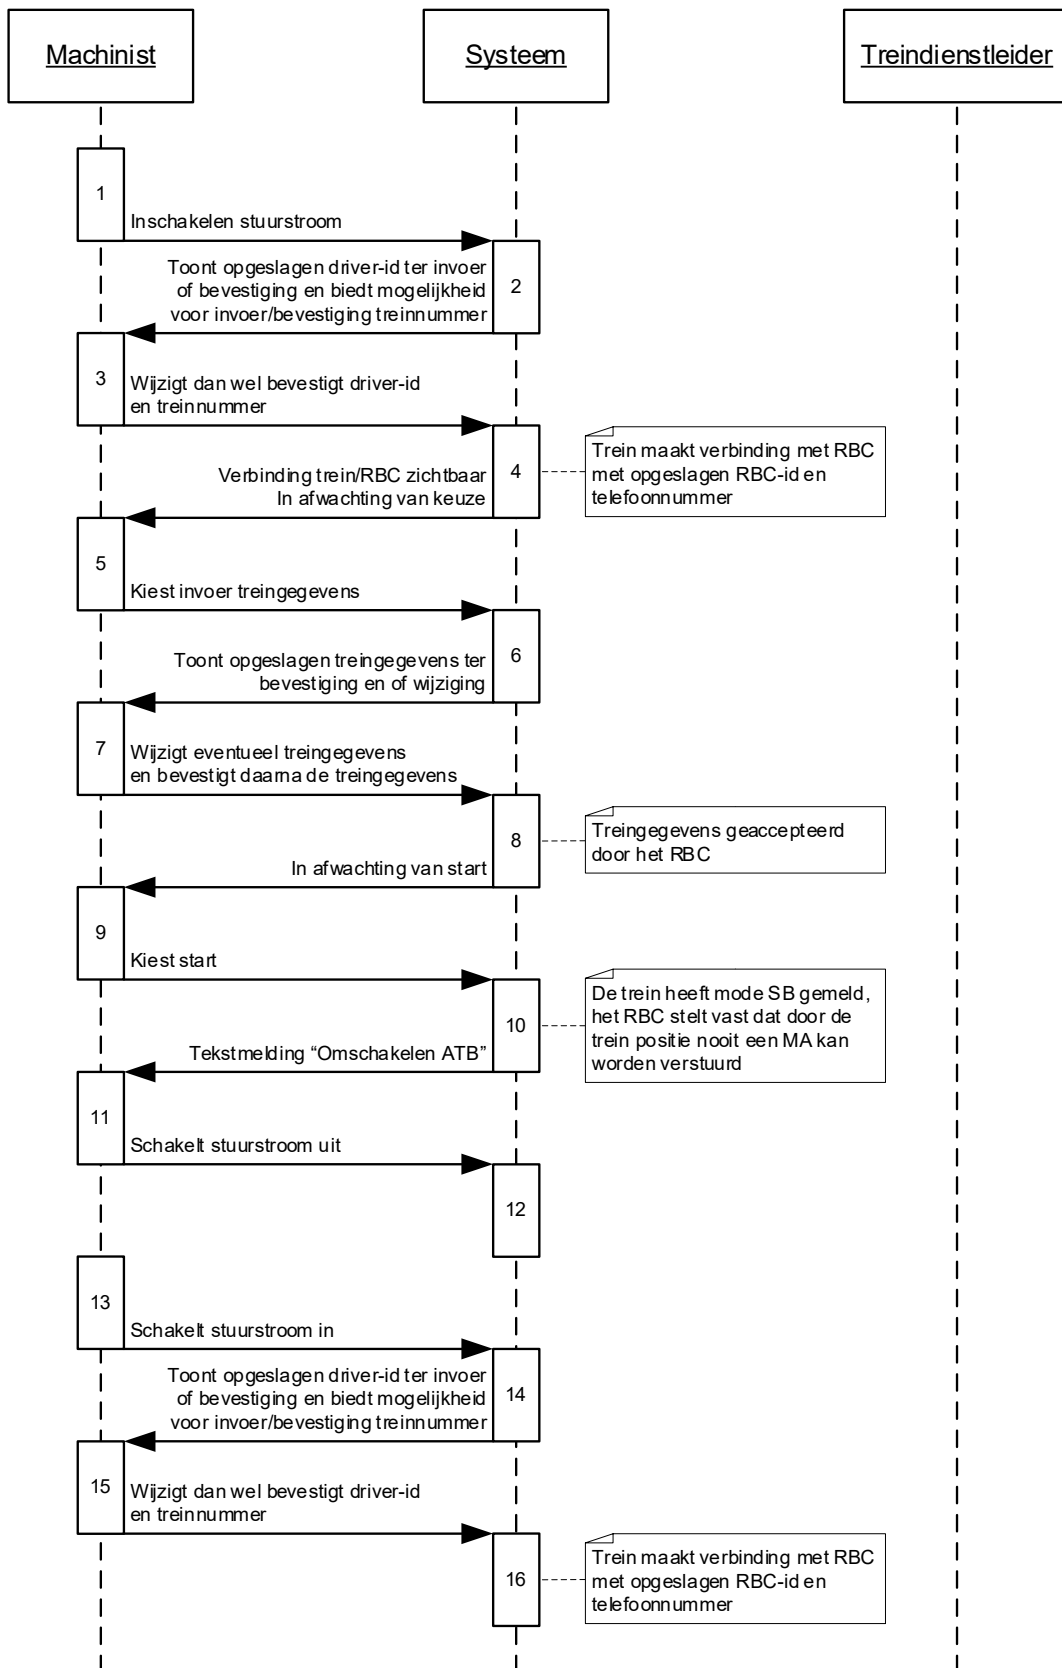 Machinist
Systeem
Treindienstleider
1
Inschakelen stuurstroom
Toont opgeslagen driver-id ter invoer
of bevestiging en biedt mogelijkheid
voor invoer/bevestiging treinnummer
2
3
Wijzigt dan wel bevestigt driver-id
en treinnummer
4
Trein maakt verbinding met RBC
met opgeslagen RBC-id en
telefoonnummer
Verbinding trein/RBC zichtbaar
In afwachting van keuze
5
Kiest invoer treingegevens
6
Toont opgeslagen treingegevens ter
bevestiging en of wijziging
7
Wijzigt eventueel treingegevens
en bevestigt daarna de treingegevens
8
Treingegevens geaccepteerd
door het RBC
In afwachting van start
9
Kiest start
10
De trein heeft mode SB gemeld,
het RBC stelt vast dat door de
trein positie nooit een MA kan
worden verstuurd
Tekstmelding “Omschakelen ATB”
11
Schakelt stuurstroom uit
12
13
Schakelt stuurstroom in
Toont opgeslagen driver-id ter invoer
of bevestiging en biedt mogelijkheid
voor invoer/bevestiging treinnummer
14
15
Wijzigt dan wel bevestigt driver-id
en treinnummer
16
Trein maakt verbinding met RBC
met opgeslagen RBC-id en
telefoonnummer